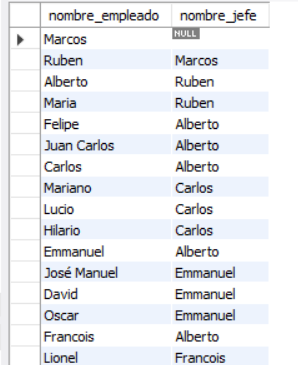 nombre_empleado nombre_jefe
Marcos NULL
Ruben Marcos
Alberto Ruben
Maria Ruben
Felipe Alberto
Juan Carlos Alberto
Carlos Alberto
Mariano Carlos
Lucio Carlos
Hilario Carlos
Emmanuel Alberto
José Manuel Emmanuel
David Emmanuel
Oscar Emmanuel
Francois Alberto
Lionel Francois